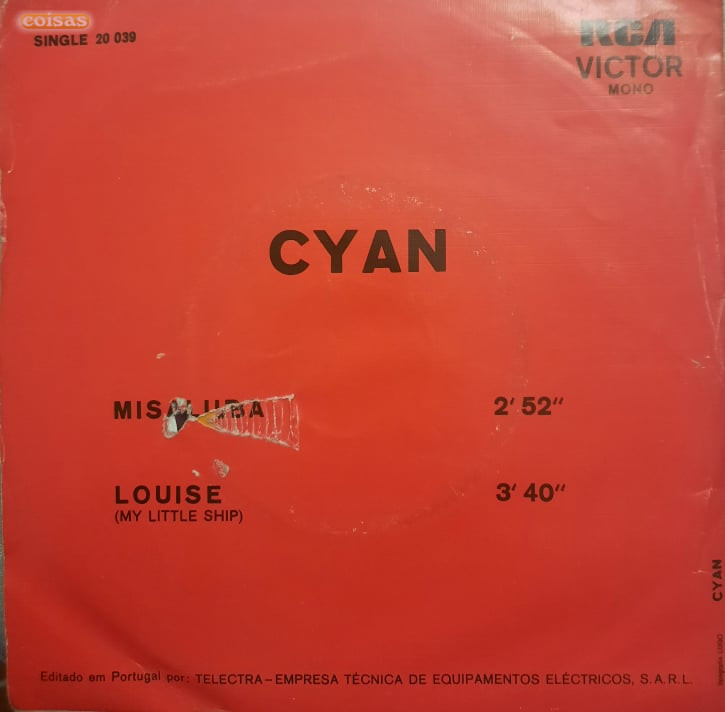 coisas
SINGLE 20 039
RCA
VICTOR
MONO
CYAN
MISALUBA 2' 52"
LOUISE 3' 40"
(MY LITTLE SHIP)
CYAN
Editado em Portugal por: TELECTRA – EMPRESA TÉCNICA DE EQUIPAMENTOS ELÉCTRICOS, S.A.R.L.